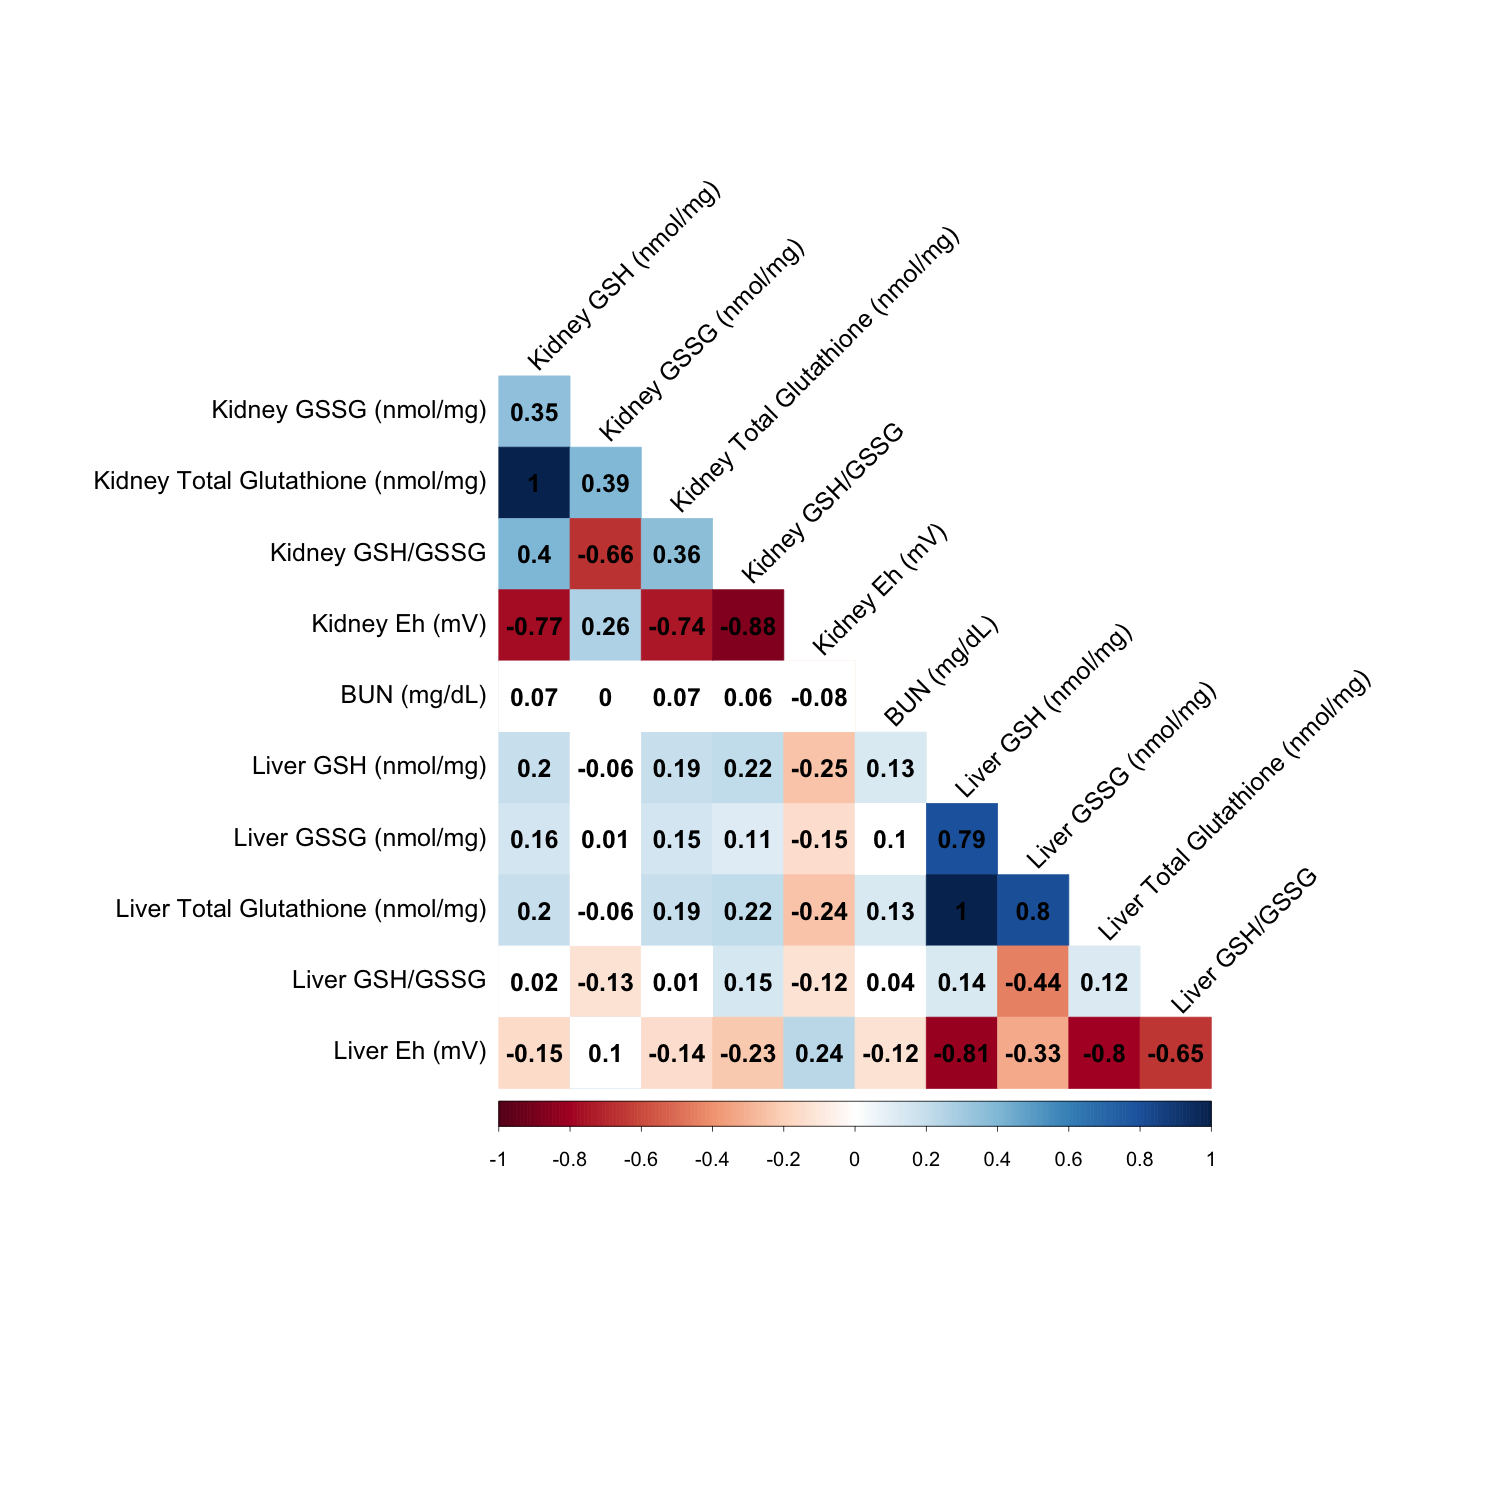 Kidney GSH (nmol/mg)
Kidney GSSG (nmol/mg)
Kidney Total Glutathione (nmol/mg)
Kidney GSH/GSSG
Kidney Eh (mV)
BUN (mg/dL)
Liver GSH (nmol/mg)
Liver GSSG (nmol/mg)
Liver Total Glutathione (nmol/mg)
Liver GSH/GSSG
Kidney GSSG (nmol/mg) 0.35
Kidney Total Glutathione (nmol/mg) 1 0.39
Kidney GSH/GSSG 0.4 -0.66 0.36
Kidney Eh (mV) -0.77 0.26 -0.74 -0.88
BUN (mg/dL) 0.07 0 0.07 0.06 -0.08
Liver GSH (nmol/mg) 0.2 -0.06 0.19 0.22 -0.25 0.13
Liver GSSG (nmol/mg) 0.16 0.01 0.15 0.11 -0.15 0.1 0.79
Liver Total Glutathione (nmol/mg) 0.2 -0.06 0.19 0.22 -0.24 0.13 1 0.8
Liver GSH/GSSG 0.02 -0.13 0.01 0.15 -0.12 0.04 0.14 -0.44 0.12
Liver Eh (mV) -0.15 0.1 -0.14 -0.23 0.24 -0.12 -0.81 -0.33 -0.8 -0.65
-1 -0.8 -0.6 -0.4 -0.2 0 0.2 0.4 0.6 0.8 1